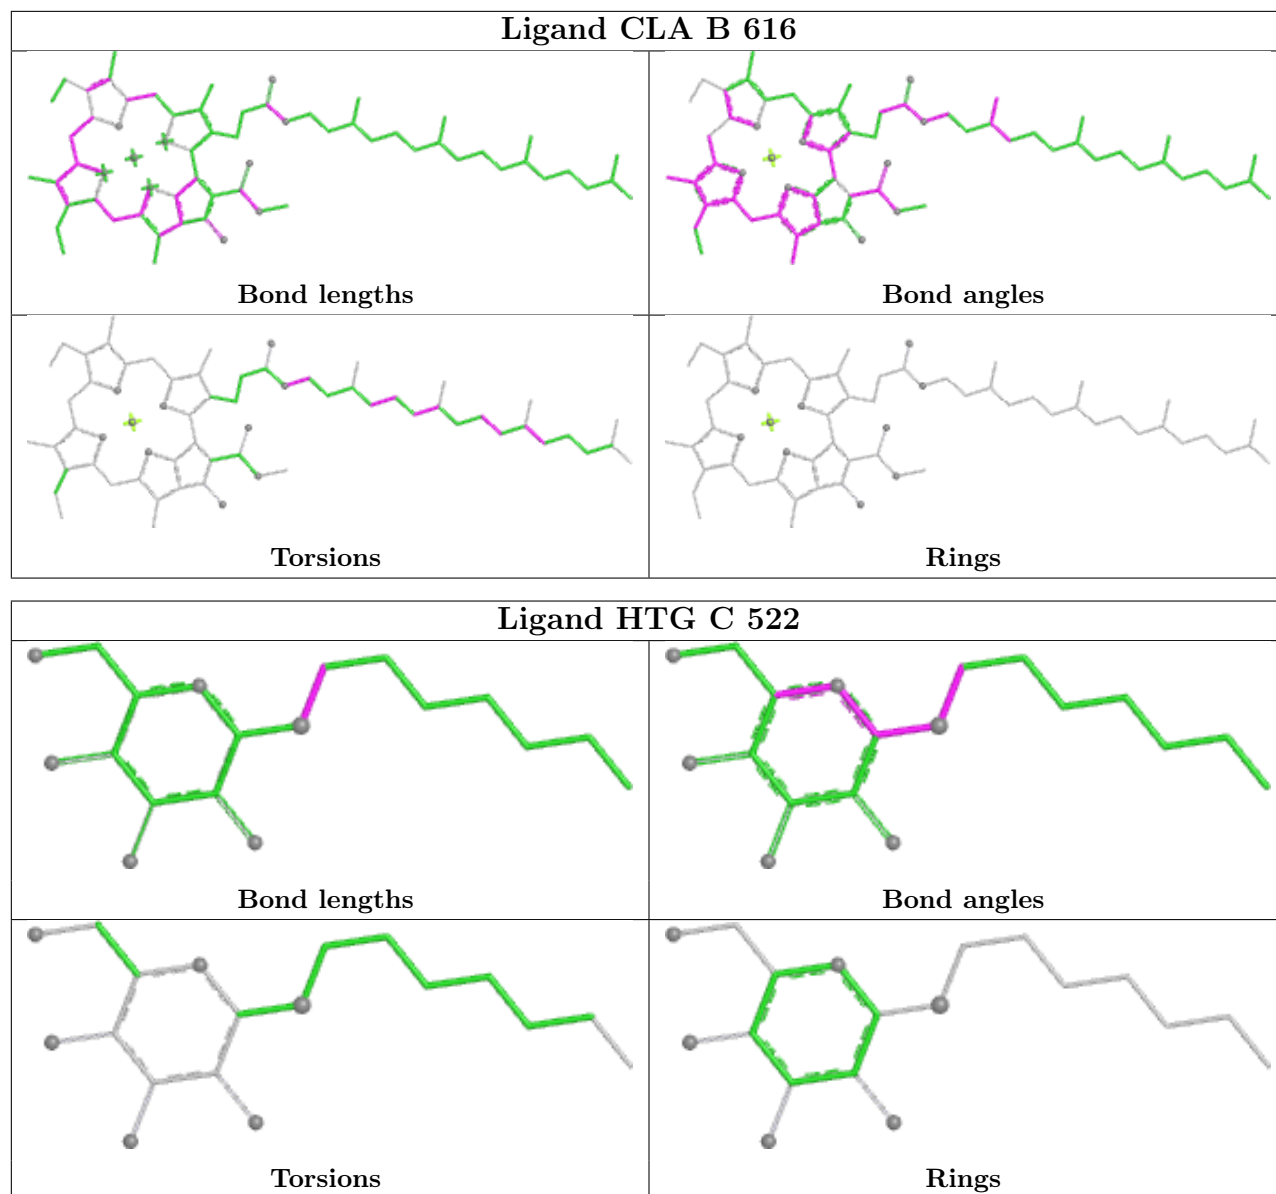 Ligand CLA B 616
Bond lengths
Bond angles
Torsions
Rings
Ligand HTG C 522
Bond lengths
Bond angles
Torsions
Rings